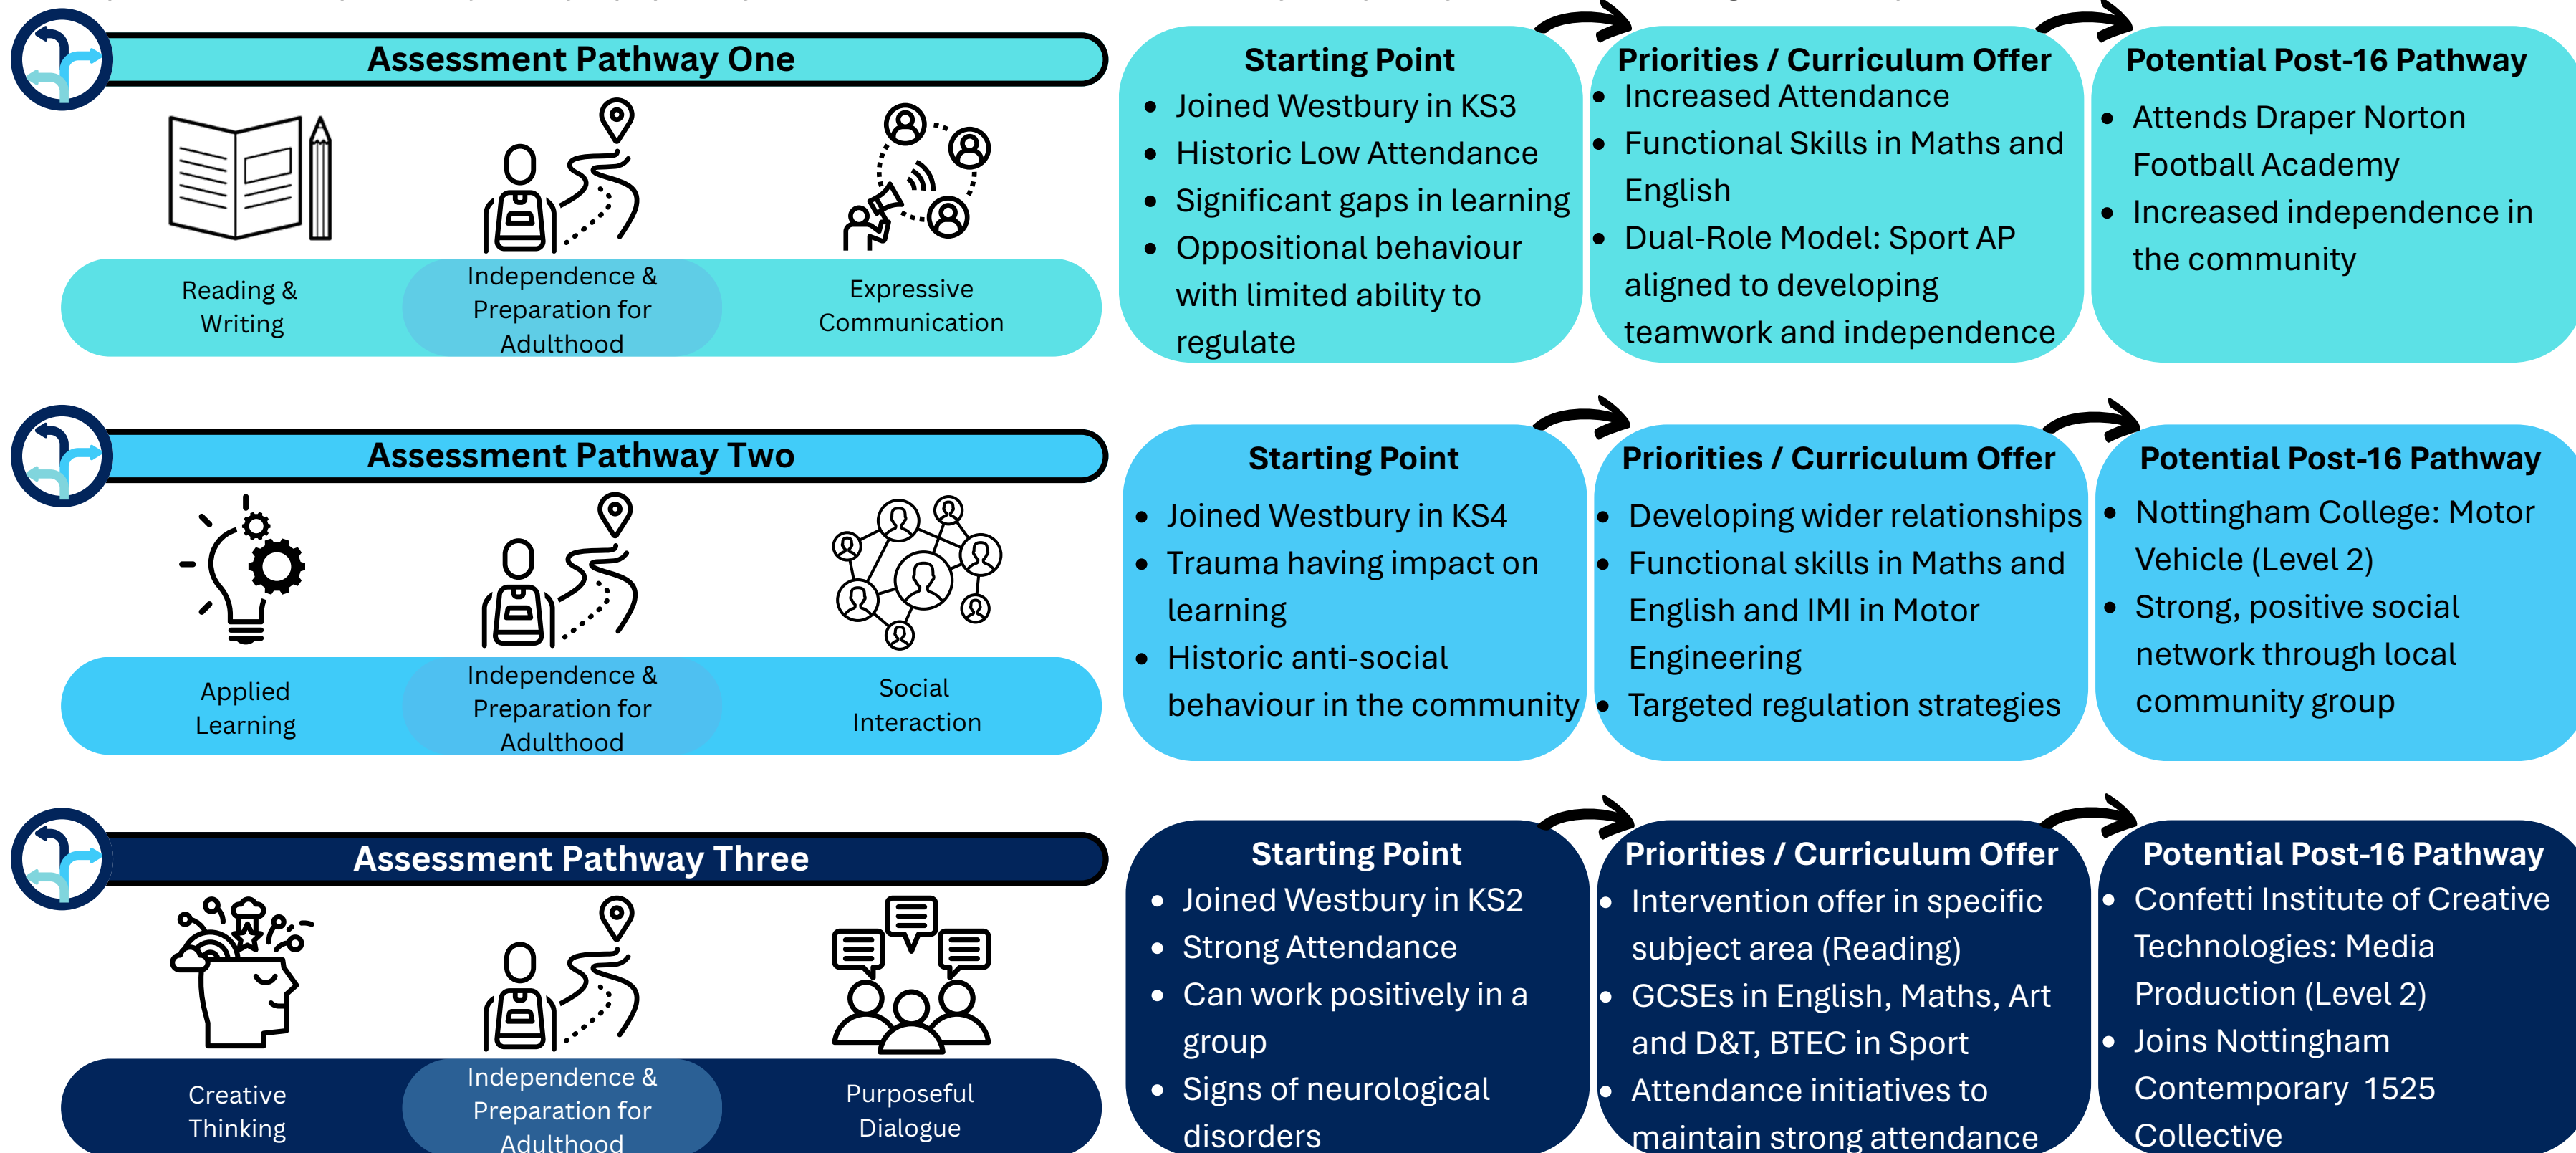 Assessment Pathway One
Reading &
Writing
Independence &
Preparation for
Adulthood
Expressive
Communication
Starting Point
Joined Westbury in KS3
Historic Low Attendance
Significant gaps in learning
Oppositional behaviour
with limited ability to
regulate
Priorities / Curriculum Offer
Increased Attendance
Functional Skills in Maths and
English
Dual-Role Model: Sport AP
aligned to developing
teamwork and independence
Potential Post-16 Pathway
Attends Draper Norton
Football Academy
Increased independence in
the community
Assessment Pathway Two
Applied
Learning
Independence &
Preparation for
Adulthood
Social
Interaction
Starting Point
Joined Westbury in KS4
Trauma having impact on
learning
Historic anti-social
behaviour in the community
Priorities / Curriculum Offer
Developing wider relationships
Functional skills in Maths and
English and IMI in Motor
Engineering
Targeted regulation strategies
Potential Post-16 Pathway
Nottingham College: Motor
Vehicle (Level 2)
Strong, positive social
network through local
community group
Assessment Pathway Three
Creative
Thinking
Independence &
Preparation for
Adulthood
Purposeful
Dialogue
Starting Point
Joined Westbury in KS2
Strong Attendance
Can work positively in a
group
Signs of neurological
disorders
Priorities / Curriculum Offer
Intervention offer in specific
subject area (Reading)
GCSEs in English, Maths, Art
and D&T, BTEC in Sport
Attendance initiatives to
maintain strong attendance
Potential Post-16 Pathway
Confetti Institute of Creative
Technologies: Media
Production (Level 2)
Joins Nottingham
Contemporary 1525
Collective